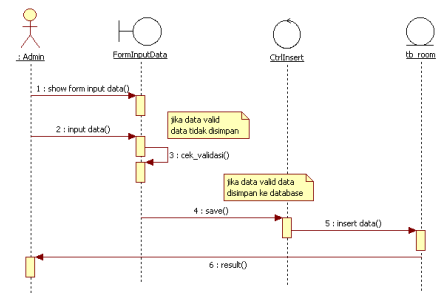 : Admin
FormInputData
CtrlInsert
tb_room
1 : show form input data()
jika data valid
data tidak disimpan
2 : input data()
3 : cek_validasi()
jika data valid data
disimpan ke database
4 : save()
5 : insert data()
6 : result()